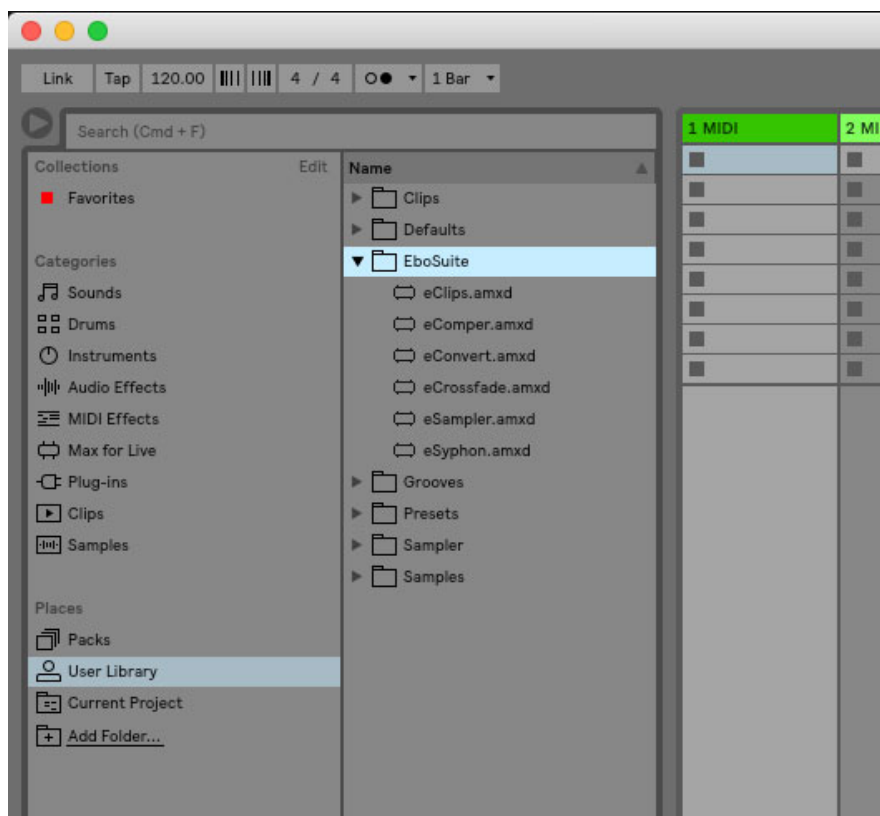 Link Tap 120.00 4 / 4 1 Bar
Search (Cmd + F)
Collections Edit
Favorites
Categories
Sounds
Drums
Instruments
Audio Effects
MIDI Effects
Max for Live
Plug-ins
Clips
Samples
Places
Packs
User Library
Current Project
Add Folder...
Name
Clips
Defaults
EboSuite
eClips.amxd
eComper.amxd
eConvert.amxd
eCrossfade.amxd
eSampler.amxd
eSyphon.amxd
Grooves
Presets
Sampler
Samples
1 MIDI
2 MI